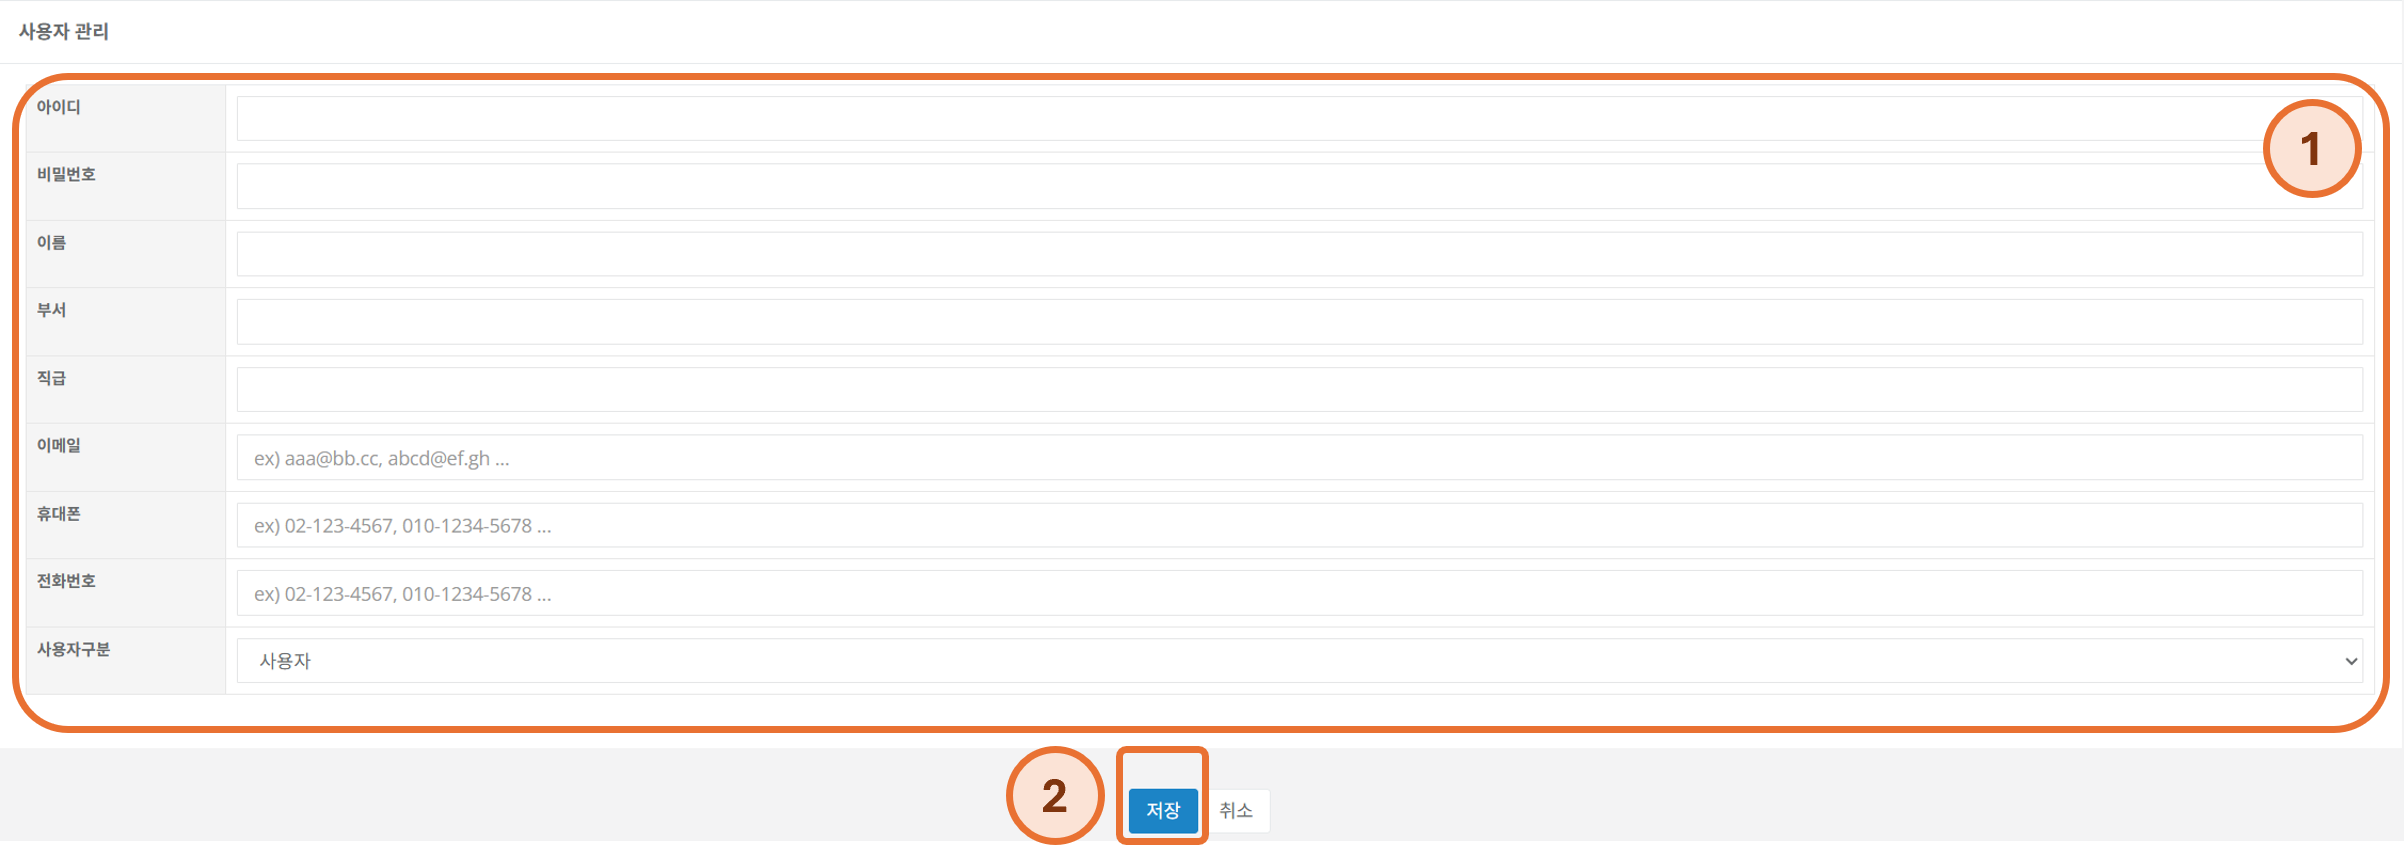 사용자 관리
아이디
1
비밀번호
이름
부서
직급
이메일 ex) aaa@bb.cc, abcd@ef.gh ...
휴대폰 ex) 02-123-4567, 010-1234-5678 ...
전화번호 ex) 02-123-4567, 010-1234-5678 ...
사용자구분 사용자
2 저장 취소